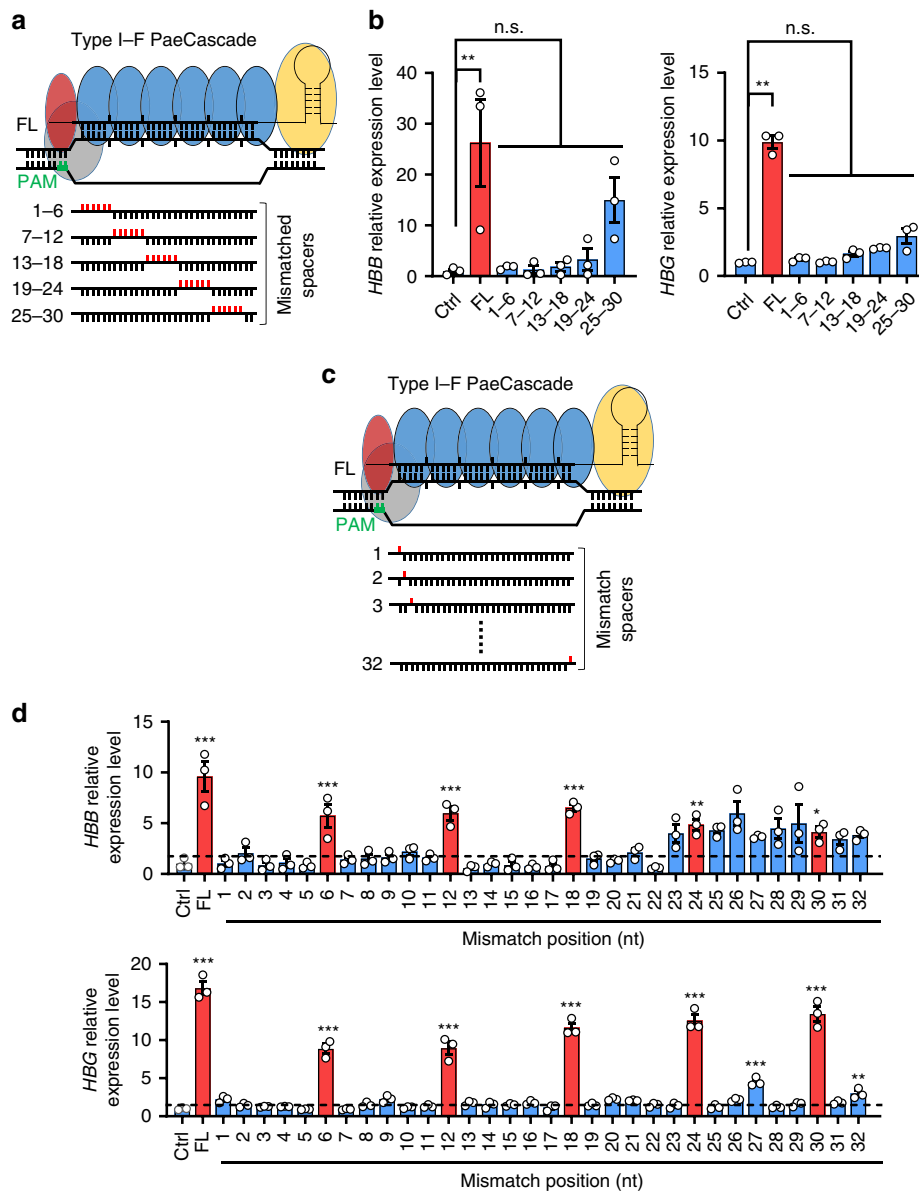 a
Type I–F PaeCascade
FL
PAM
1–6
7–12
13–18
19–24
25–30
Mismatched
spacers
b
n.s.
**
HBB relative expression level
40
30
20
10
0
Ctrl
FL
1–6
7–12
13–18
19–24
25–30
n.s.
**
HBG relative expression level
15
10
5
0
Ctrl
FL
1–6
7–12
13–18
19–24
25–30
c
Type I–F PaeCascade
FL
PAM
1
2
3
32
Mismatch
spacers
d
HBB relative
expression level
15
10
5
0
*** *** *** *** ** *
Ctrl FL 1 2 3 4 5 6 7 8 9 10 11 12 13 14 15 16 17 18 19 20 21 22 23 24 25 26 27 28 29 30 31 32
Mismatch position (nt)
HBG relative
expression level
20
15
10
5
0
*** *** *** *** *** *** *** **
Ctrl FL 1 2 3 4 5 6 7 8 9 10 11 12 13 14 15 16 17 18 19 20 21 22 23 24 25 26 27 28 29 30 31 32
Mismatch position (nt)